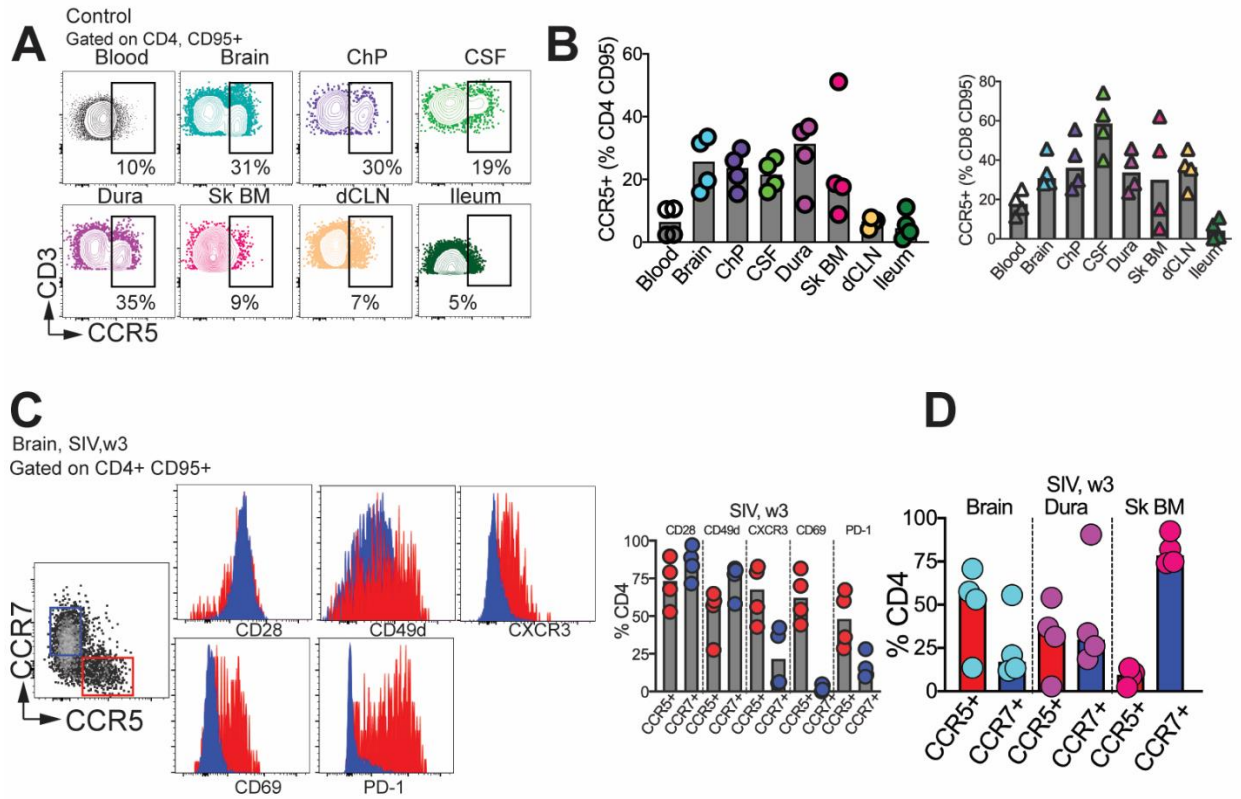 A
Control
Gated on CD4, CD95+
Blood Brain ChP CSF
10% 31% 30% 19%
Dura Sk BM dCLN Ileum
35% 9% 7% 5%
CD3
CCR5
B
CCR5+ (% CD4 CD95)
60
40
20
0
Blood Brain ChP CSF Dura Sk BM dCLN Ileum
CCR5+ (% CD8 CD95)
80
60
40
20
0
Blood Brain ChP CSF Dura Sk BM dCLN Ileum
C
Brain, SIV,w3
Gated on CD4+ CD95+
CCR7
CCR5
CD28 CD49d CXCR3
CD69 PD-1
SIV, w3
CD28 CD49d CXCR3 CD69 PD-1
% CD4
100
75
50
25
0
CCR5+ CCR7+ CCR5+ CCR7+ CCR5+ CCR7+ CCR5+ CCR7+ CCR5+ CCR7+
D
SIV, w3
Brain Dura Sk BM
% CD4
100
75
50
25
0
CCR5+ CCR7+ CCR5+ CCR7+ CCR5+ CCR7+